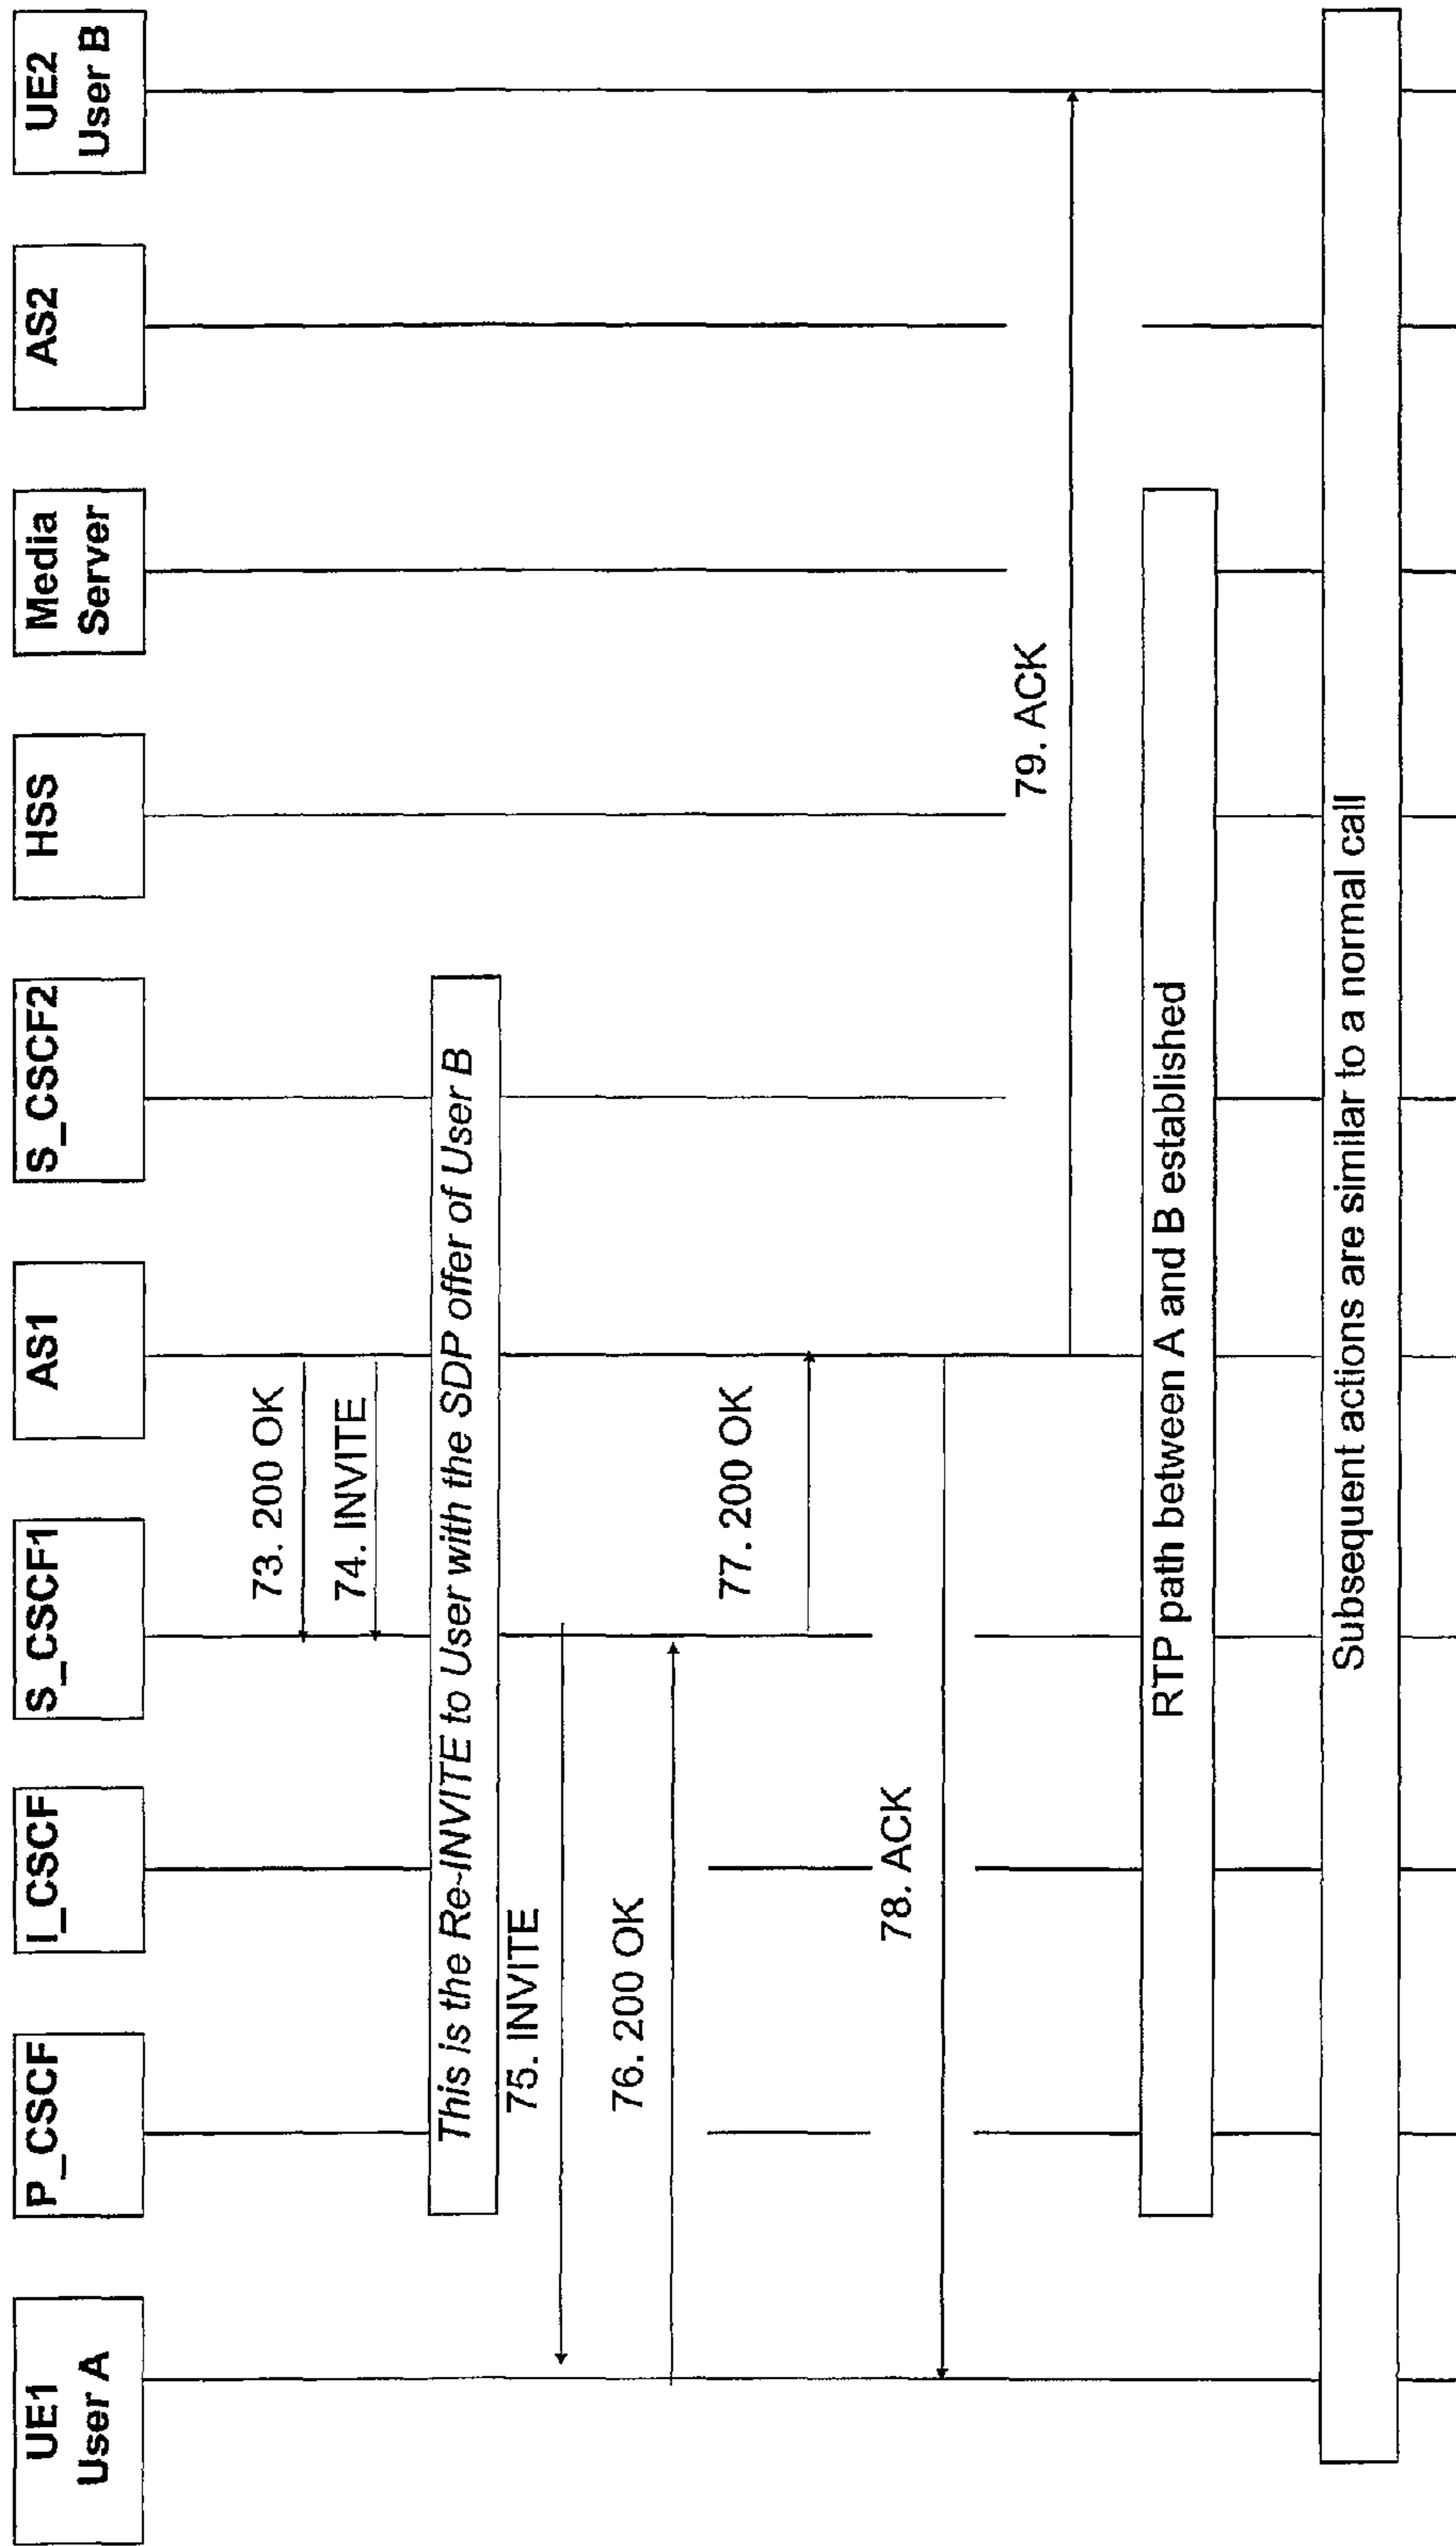 UE1
User A
P_CSCF
I_CSCF
S_CSCF1
AS1
S_CSCF2
HSS
Media
Server
AS2
UE2
User B
73. 200 OK
74. INVITE
This is the Re-INVITE to User with the SDP offer of User B
75. INVITE
76. 200 OK
77. 200 OK
78. ACK
79. ACK
RTP path between A and B established
Subsequent actions are similar to a normal call